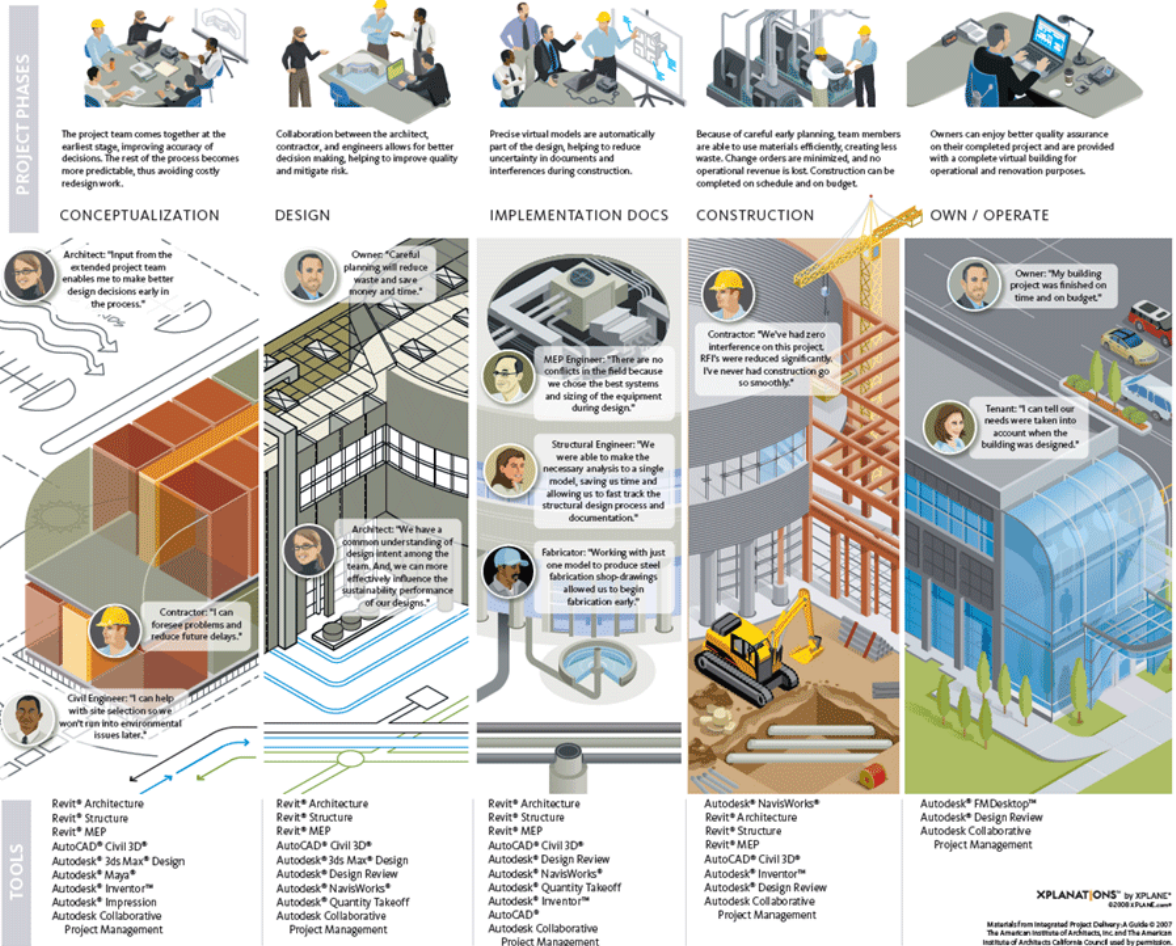 PROJECT PHASES
The project team comes together at the
earliest stage, improving accuracy of
decisions. The rest of the process becomes
more predictable, thus avoiding costly
redesign work.
Collaboration between the architect,
contractor, and engineers allows for better
decision making, helping to improve quality
and mitigate risk.
Precise virtual models are automatically
part of the design, helping to reduce
uncertainty in documents and
interferences during construction.
Because of careful early planning, team members
are able to use materials efficiently, creating less
waste. Change orders are minimized, and no
operational revenue is lost. Construction can be
completed on schedule and on budget.
Owners can enjoy better quality assurance
on their completed project and are provided
with a complete virtual building for
operational and renovation purposes.
CONCEPTUALIZATION
DESIGN
IMPLEMENTATION DOCS
CONSTRUCTION
OWN / OPERATE
Architect: "Input from the
extended project team
enables me to make better
design decisions early in
the process."
Contractor: "I can
foresee problems and
reduce future delays."
Civil Engineer: "I can help
with site selection so we
won't run into environmental
issues later."
Owner: "Careful
planning will reduce
waste and save
money and time."
Architect: "We have a
common understanding of
design intent among the
team. And, we can more
effectively influence the
sustainability performance
of our designs."
MEP Engineer: "There are no
conflicts in the field because
we chose the best systems
and sizing of the equipment
during design."
Structural Engineer: "We
were able to make the
necessary analysis to a single
model, saving us time and
allowing us to fast track the
structural design process and
documentation."
Fabricator: "Working with just
one model to produce steel
fabrication shop-drawings
allowed us to begin
fabrication early."
Contractor: "We've had zero
interference on this project.
RFI's were reduced significantly.
I've never had construction go
so smoothly."
Owner: "My building
project was finished on
time and on budget."
Tenant: "I can tell our
needs were taken into
account when the
building was designed."
TOOLS
Revit® Architecture
Revit® Structure
Revit® MEP
AutoCAD® Civil 3D®
Autodesk® 3ds Max® Design
Autodesk® Maya®
Autodesk® Inventor™
Autodesk® Impression
Autodesk Collaborative
Project Management
Revit® Architecture
Revit® Structure
Revit® MEP
AutoCAD® Civil 3D®
Autodesk® 3ds Max® Design
Autodesk® Design Review
Autodesk® NavisWorks®
Autodesk® Quantity Takeoff
Autodesk Collaborative
Project Management
Revit® Architecture
Revit® Structure
Revit® MEP
AutoCAD® Civil 3D®
Autodesk® Design Review
Autodesk® NavisWorks®
Autodesk® Quantity Takeoff
Autodesk® Inventor™
AutoCAD®
Autodesk Collaborative
Project Management
Autodesk® NavisWorks®
Revit® Architecture
Revit® Structure
Revit® MEP
AutoCAD® Civil 3D®
Autodesk® Inventor™
Autodesk® Design Review
Autodesk Collaborative
Project Management
Autodesk® FMDesktop™
Autodesk® Design Review
Autodesk Collaborative
Project Management
XPLANATIONS™ by XPLANE®
©2008 XPLANE.com®
Materials from Integrated Project Delivery: A Guide © 2007
The American Institute of Architects, Inc. and The American
Institute of Architects California Council used by permission